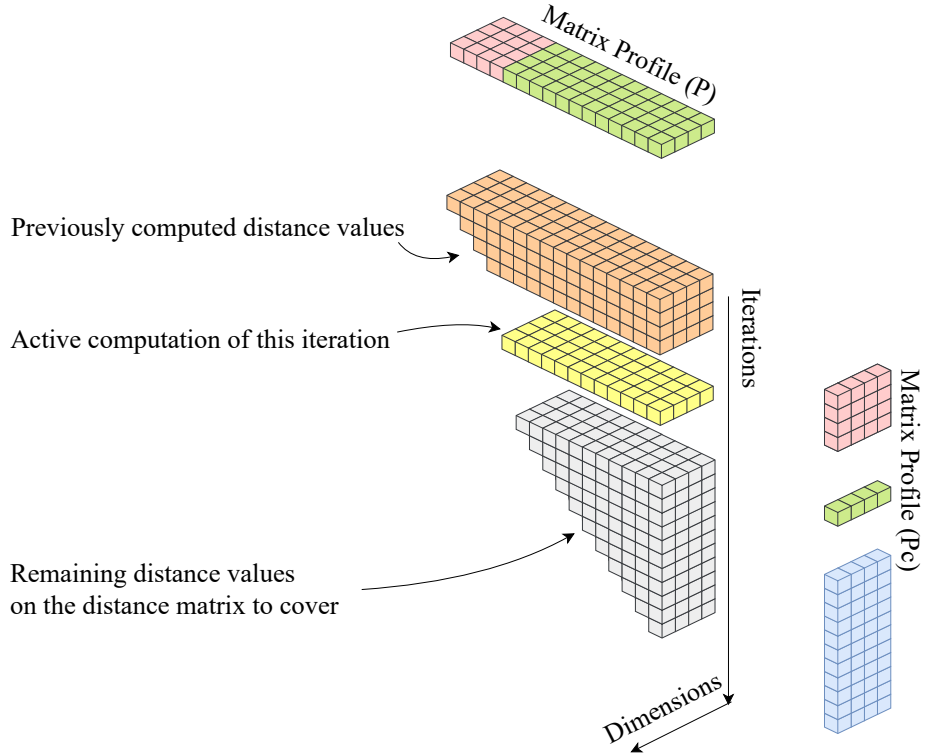 Matrix Profile (P)
Previously computed distance values
Active computation of this iteration
Iterations
Matrix Profile (Pc)
Remaining distance values
on the distance matrix to cover
Dimensions